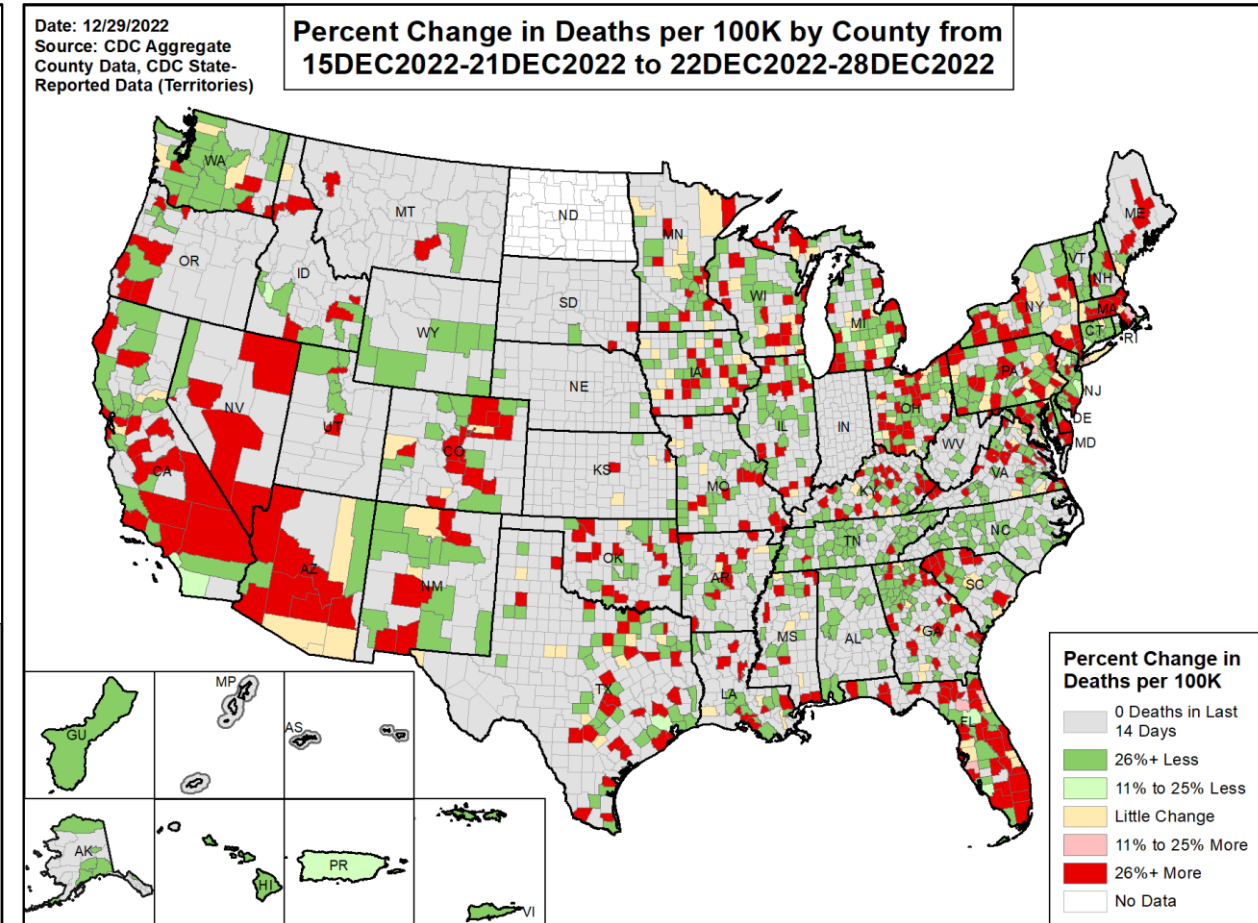 Date: 12/29/2022
Source: CDC Aggregate
County Data, CDC State-
Reported Data (Territories)
Percent Change in Deaths per 100K by County from
15DEC2022-21DEC2022 to 22DEC2022-28DEC2022
WA
MT
ND
MN
ME
OR
ID
SD
WI
MI
VT
NH
NY
MA
CT
RI
WY
IA
NE
PA
NJ
NV
UT
CO
KS
IL
IN
OH
WV
DE
MD
VA
CA
MO
KY
AZ
NM
OK
AR
TN
NC
SC
TX
LA
MS
AL
GA
FL
GU
MP
AS
AK
HI
PR
VI
Percent Change in
Deaths per 100K
0 Deaths in Last
14 Days
26%+ Less
11% to 25% Less
Little Change
11% to 25% More
26%+ More
No Data